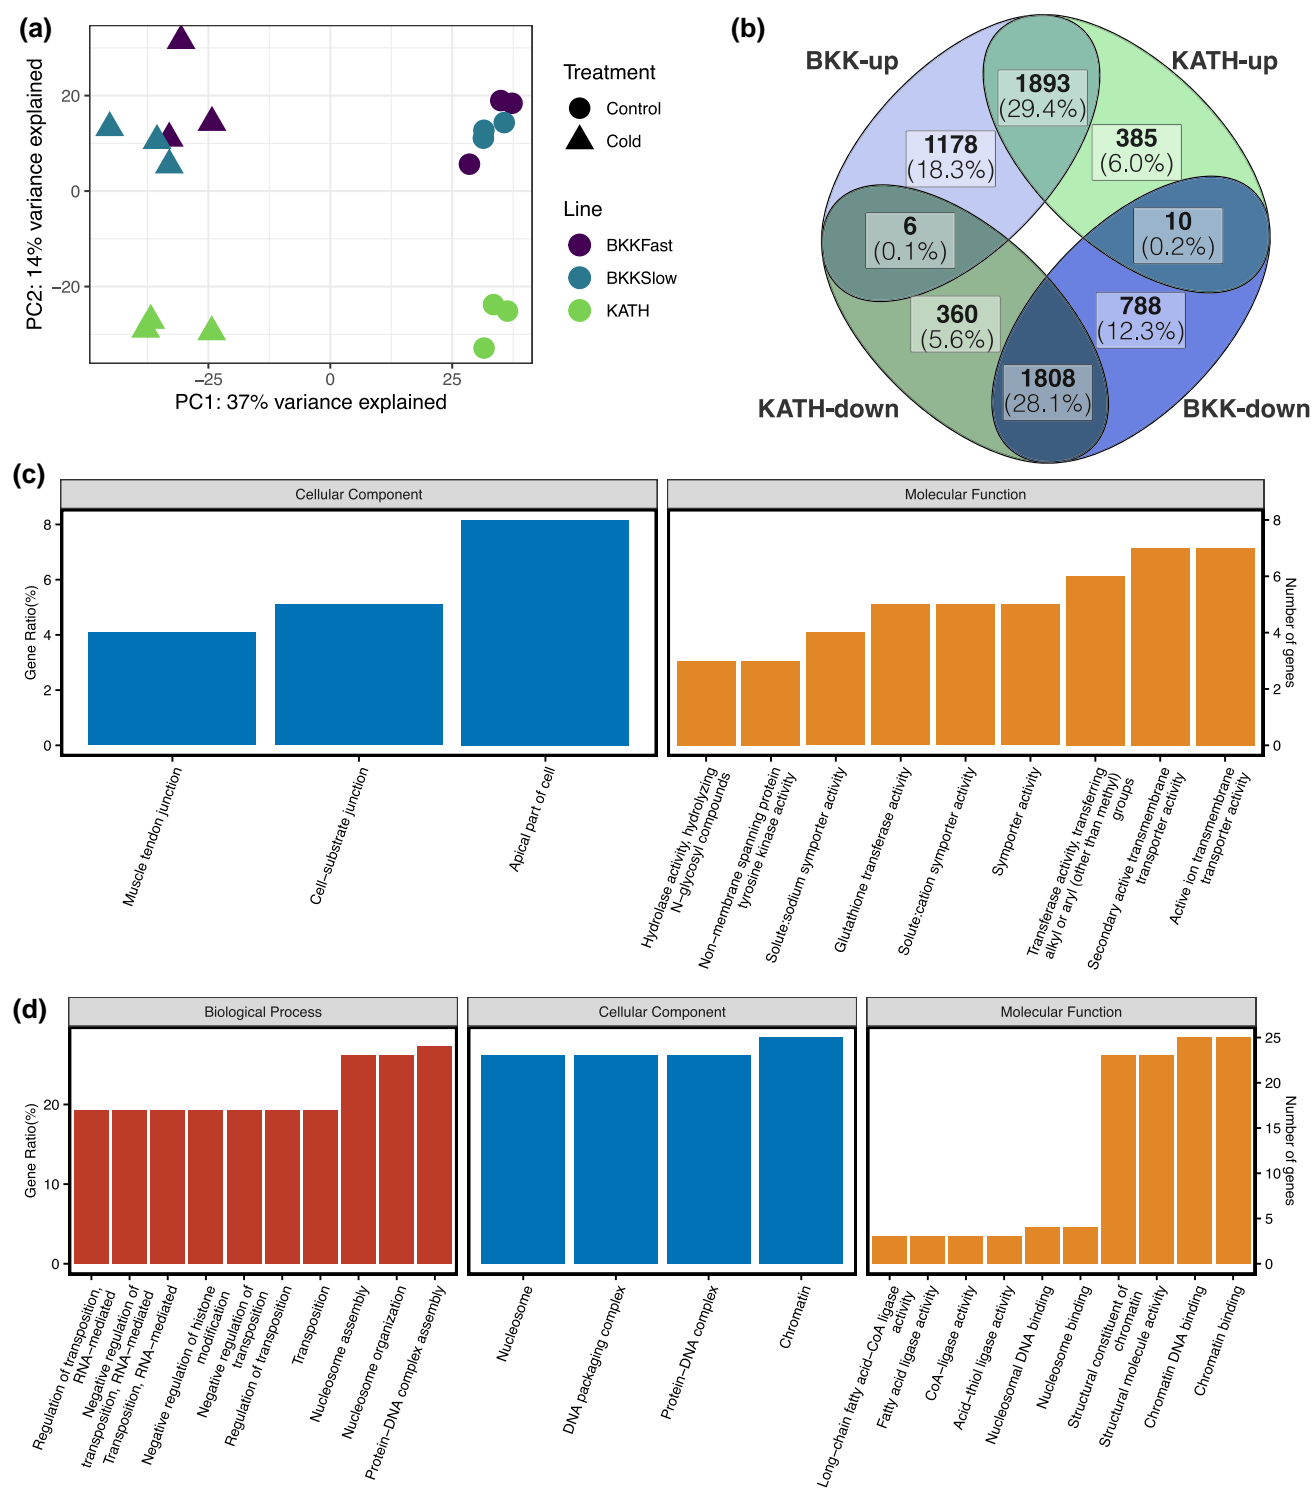 (a)
PC2: 14% variance explained
20
0
−20
−25
0
25
PC1: 37% variance explained
Treatment
Control
Cold
Line
BKKFast
BKKSlow
KATH
(b)
BKK-up
KATH-up
1893
(29.4%)
1178
(18.3%)
385
(6.0%)
6
(0.1%)
10
(0.2%)
360
(5.6%)
788
(12.3%)
1808
(28.1%)
KATH-down
BKK-down
(c)
Cellular Component
Molecular Function
Gene Ratio(%)
8
6
4
2
0
8
6
4
2
0
Number of genes
Muscle tendon junction
Cell−substrate junction
Apical part of cell
Hydrolase activity, hydrolyzing
N−glycosyl compounds
Non−membrane spanning protein
tyrosine kinase activity
Solute:sodium symporter activity
Glutathione transferase activity
Solute:cation symporter activity
Symporter activity
Transferase activity, transferring
alkyl or aryl (other than methyl)
groups
Secondary active transmembrane
transporter activity
Active ion transmembrane
transporter activity
(d)
Biological Process
Cellular Component
Molecular Function
Gene Ratio(%)
20
10
0
25
20
15
10
5
0
Number of genes
Regulation of transposition,
RNA−mediated
Negative regulation of
transposition, RNA−mediated
Transposition, RNA−mediated
Negative regulation of histone
modification
Negative regulation of
transposition
Regulation of transposition
Transposition
Nucleosome assembly
Nucleosome organization
Protein−DNA complex assembly
Nucleosome
DNA packaging complex
Protein−DNA complex
Chromatin
Long−chain fatty acid−CoA ligase
activity
Fatty acid ligase activity
CoA−ligase activity
Acid−thiol ligase activity
Nucleosomal DNA binding
Nucleosome binding
Structural constituent of
chromatin
Structural molecule activity
Chromatin DNA binding
Chromatin binding